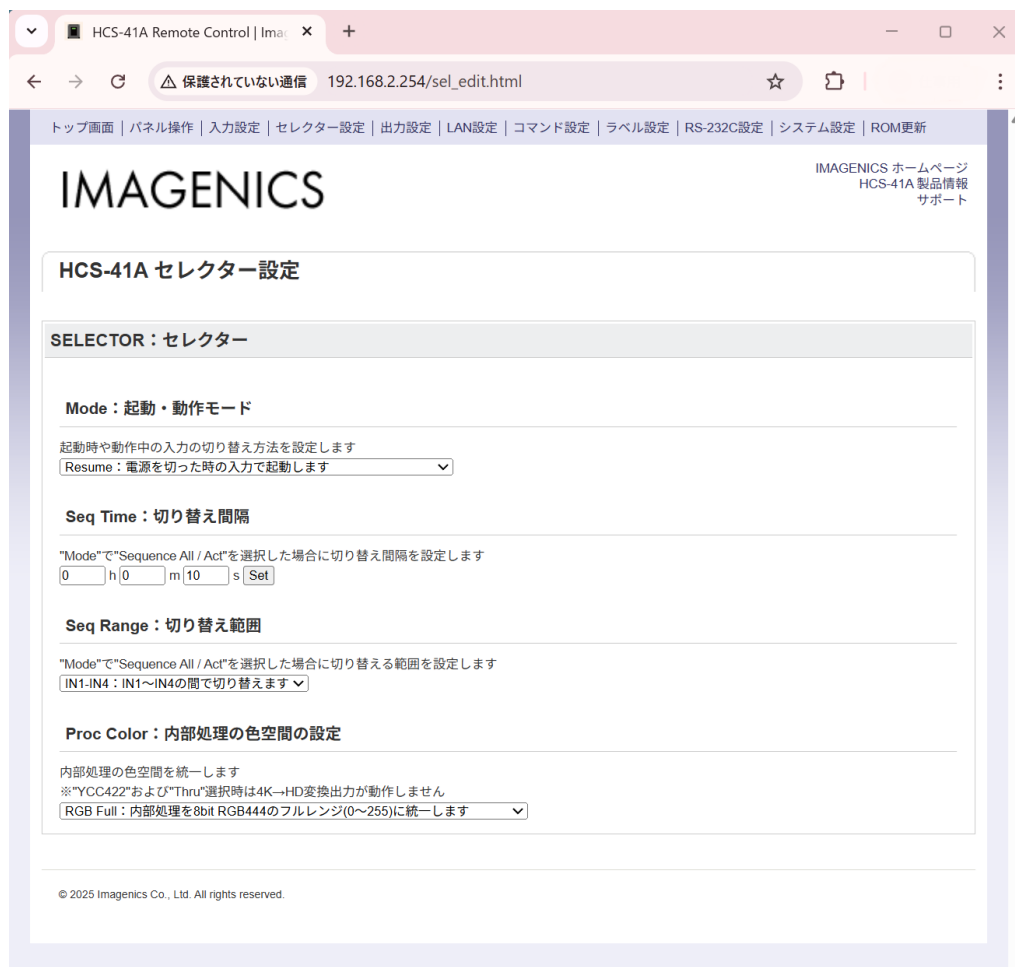 HCS-41A Remote Control | Ima
保護されていない通信 192.168.2.254/sel_edit.html
トップ画面 | パネル操作 | 入力設定 | セレクター設定 | 出力設定 | LAN設定 | コマンド設定 | ラベル設定 | RS-232C設定 | システム設定 | ROM更新
IMAGENICS
IMAGENICS ホームページ
HCS-41A 製品情報
サポート
HCS-41A セレクター設定
SELECTOR：セレクター
Mode：起動・動作モード
起動時や動作中の入力の切り替え方法を設定します
Resume：電源を切った時の入力で起動します
Seq Time：切り替え間隔
"Mode"で"Sequence All / Act"を選択した場合に切り替え間隔を設定します
0 h 0 m 10 s Set
Seq Range：切り替え範囲
"Mode"で"Sequence All / Act"を選択した場合に切り替える範囲を設定します
IN1-IN4：IN1～IN4の間で切り替えます
Proc Color：内部処理の色空間の設定
内部処理の色空間を統一します
※"YCC422"および"Thru"選択時は4K→HD変換出力が動作しません
RGB Full：内部処理を8bit RGB444のフルレンジ(0～255)に統一します
© 2025 Imagenics Co., Ltd. All rights reserved.